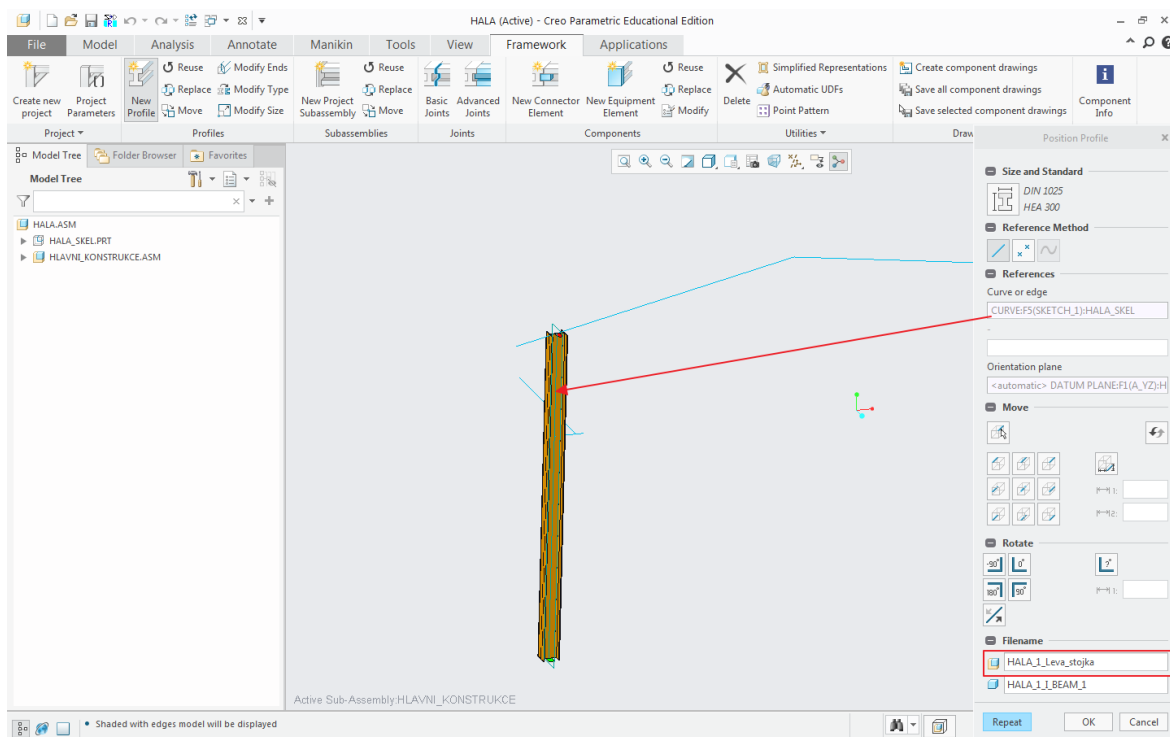 HALA (Active) - Creo Parametric Educational Edition
File Model Analysis Annotate Manikin Tools View Framework Applications
Create new project
Project Parameters
New Profile
Reuse
Replace
Move
Modify Ends
Modify Type
Modify Size
New Project Subassembly
Reuse
Replace
Move
Basic Joints
Advanced Joints
New Connector Element
New Equipment Element
Reuse
Replace
Modify
Delete
Simplified Representations
Automatic UDFs
Point Pattern
Create component drawings
Save all component drawings
Save selected component drawings
Component Info
Project Profiles Subassemblies Joints Components Utilities Draw
Model Tree Folder Browser Favorites
Model Tree
HALA.ASM
HALA_SKEL.PRT
HLAVNI_KONSTRUKCE.ASM
Position Profile
Size and Standard
DIN 1025
HEA 300
Reference Method
References
Curve or edge
CURVE:F5(SKETCH_1):HALA_SKEL
-
Orientation plane
<automatic> DATUM PLANE:F1(A_YZ):H
Move
1:
2:
Rotate
-90° 0° ?
180° 90° 1:
Filename
HALA_1_Leva_stojka
HALA_1_I_BEAM_1
Repeat OK Cancel
Active Sub-Assembly:HLAVNI_KONSTRUKCE
• Shaded with edges model will be displayed